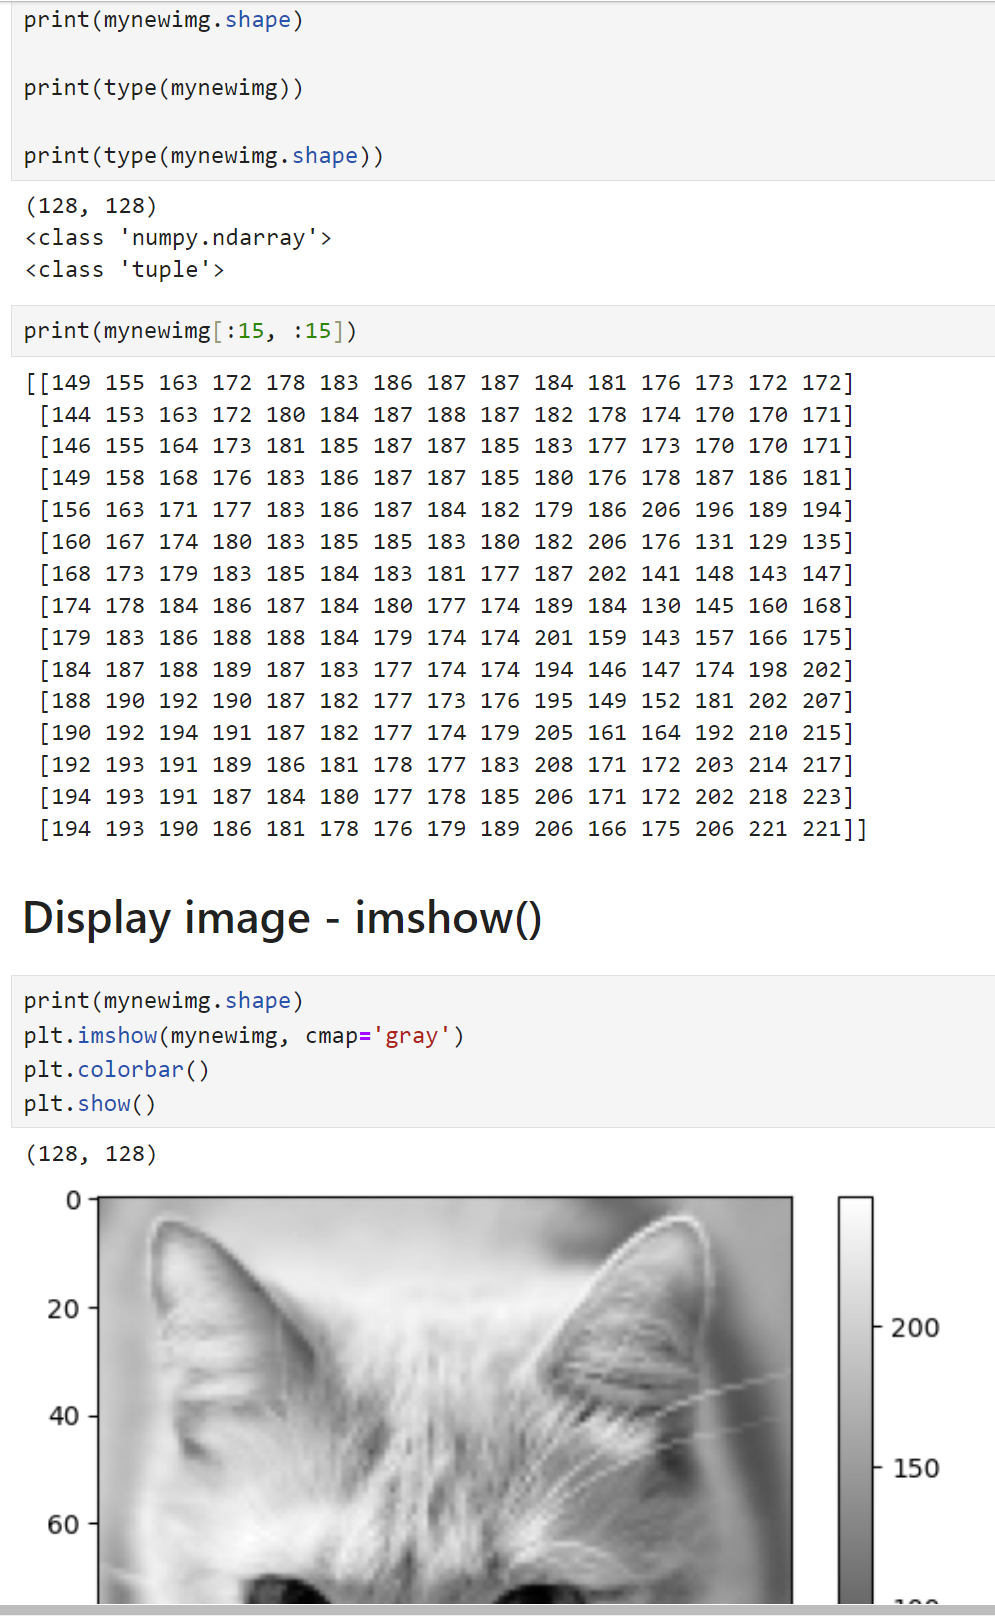 print(mynewimg.shape)
print(type(mynewimg))
print(type(mynewimg.shape))
(128, 128)
<class 'numpy.ndarray'>
<class 'tuple'>
print(mynewimg[:15, :15])
[[149 155 163 172 178 183 186 187 187 184 181 176 173 172 172]
[144 153 163 172 180 184 187 188 187 182 178 174 170 170 171]
[146 155 164 173 181 185 187 187 185 183 177 173 170 170 171]
[149 158 168 176 183 186 187 187 185 180 176 178 187 186 181]
[156 163 171 177 183 186 187 184 182 179 186 206 196 189 194]
[160 167 174 180 183 185 185 183 180 182 206 176 131 129 135]
[168 173 179 183 185 184 183 181 177 187 202 141 148 143 147]
[174 178 184 186 187 184 180 177 174 189 184 130 145 160 168]
[179 183 186 188 188 184 179 174 174 201 159 143 157 166 175]
[184 187 188 189 187 183 177 174 174 194 146 147 174 198 202]
[188 190 192 190 187 182 177 173 176 195 149 152 181 202 207]
[190 192 194 191 187 182 177 174 179 205 161 164 192 210 215]
[192 193 191 189 186 181 178 177 183 208 171 172 203 214 217]
[194 193 191 187 184 180 177 178 185 206 171 172 202 218 223]
[194 193 190 186 181 178 176 179 189 206 166 175 206 221 221]]
Display image - imshow()
print(mynewimg.shape)
plt.imshow(mynewimg, cmap='gray')
plt.colorbar()
plt.show()
(128, 128)
0
20
40
60
200
150